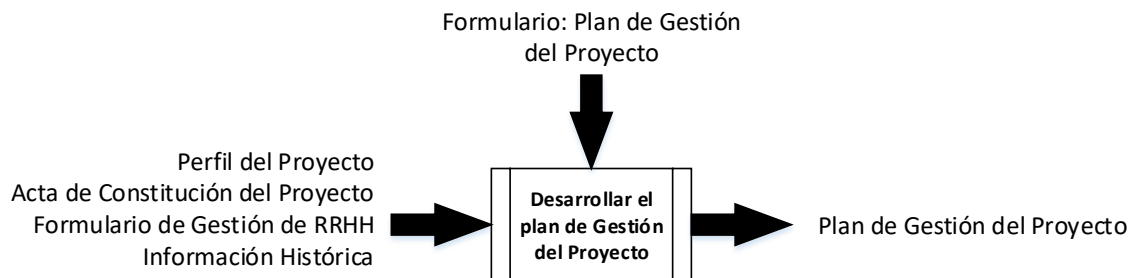 Formulario: Plan de Gestión
del Proyecto
Perfil del Proyecto
Acta de Constitución del Proyecto
Formulario de Gestión de RRHH
Información Histórica
Desarrollar el
plan de Gestión
del Proyecto
Plan de Gestión del Proyecto